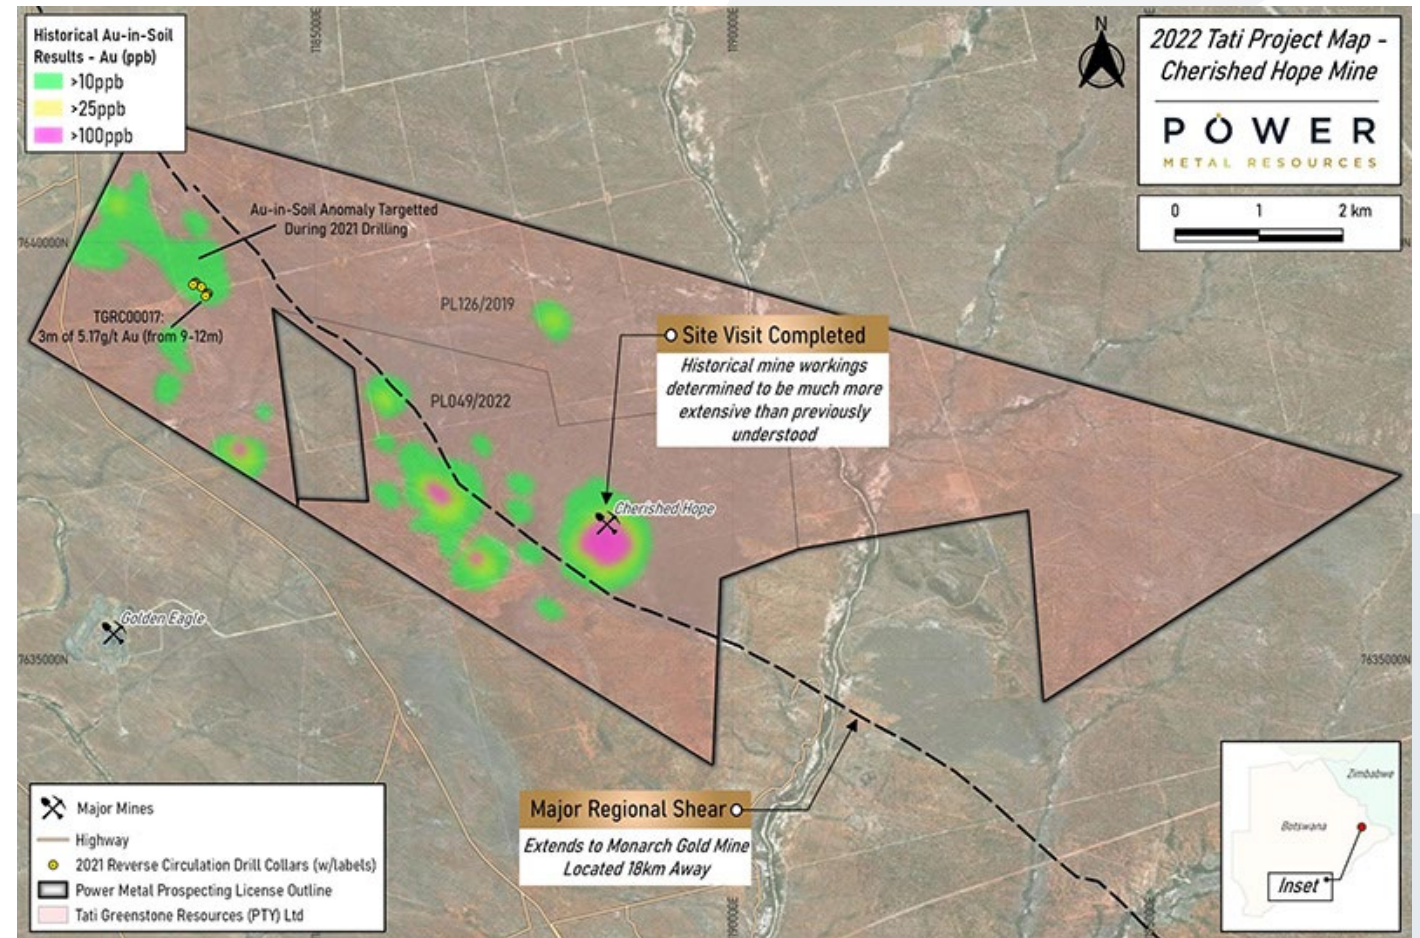 Historical Au-in-Soil
Results - Au (ppb)
>10ppb
>25ppb
>100ppb
1185000E
1190000E
N
2022 Tati Project Map -
Cherished Hope Mine
POWER
METAL RESOURCES
0 1 2 km
7640000N
Au-in-Soil Anomaly Targetted
During 2021 Drilling
TGRC00017:
3m of 5.17g/t Au (from 9-12m)
PL126/2019
PL049/2022
Site Visit Completed
Historical mine workings
determined to be much more
extensive than previously
understood
Cherished Hope
Golden Eagle
7635000N
7635000N
Major Regional Shear
Extends to Monarch Gold Mine
Located 18km Away
Major Mines
Highway
2021 Reverse Circulation Drill Collars (w/labels)
Power Metal Prospecting License Outline
Tati Greenstone Resources (PTY) Ltd
Zimbabwe
Botswana
Inset